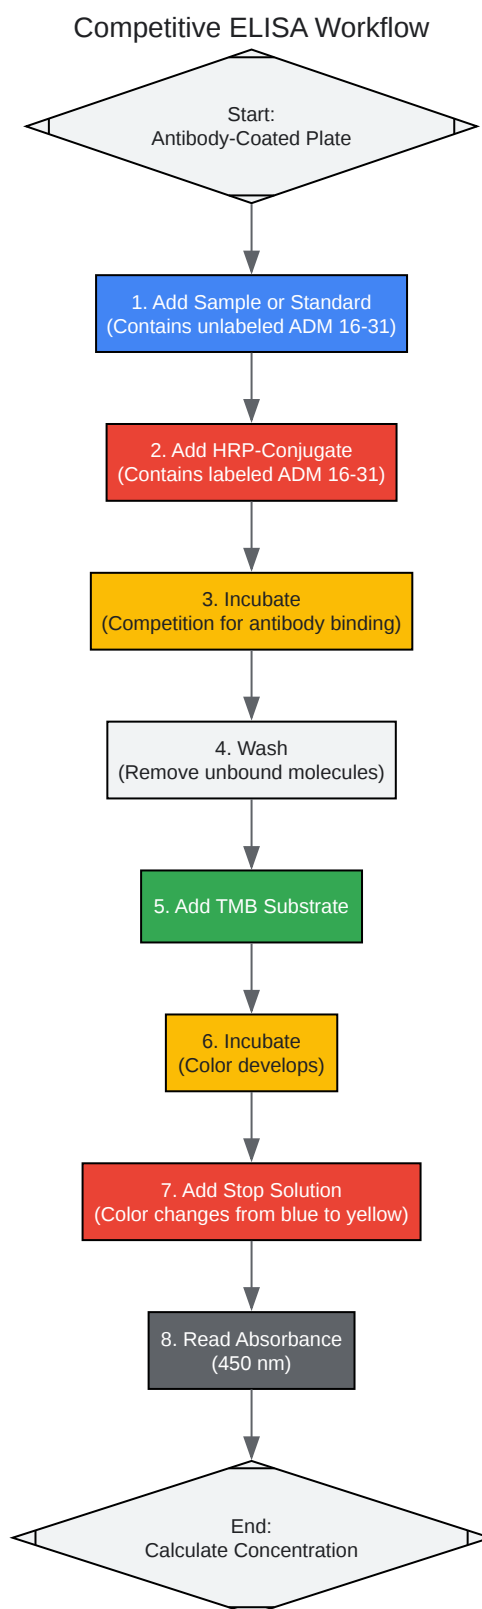 Competitive ELISA Workflow
Start:
Antibody-Coated Plate
1. Add Sample or Standard
(Contains unlabeled ADM 16-31)
2. Add HRP-Conjugate
(Contains labeled ADM 16-31)
3. Incubate
(Competition for antibody binding)
4. Wash
(Remove unbound molecules)
5. Add TMB Substrate
6. Incubate
(Color develops)
7. Add Stop Solution
(Color changes from blue to yellow)
8. Read Absorbance
(450 nm)
End:
Calculate Concentration